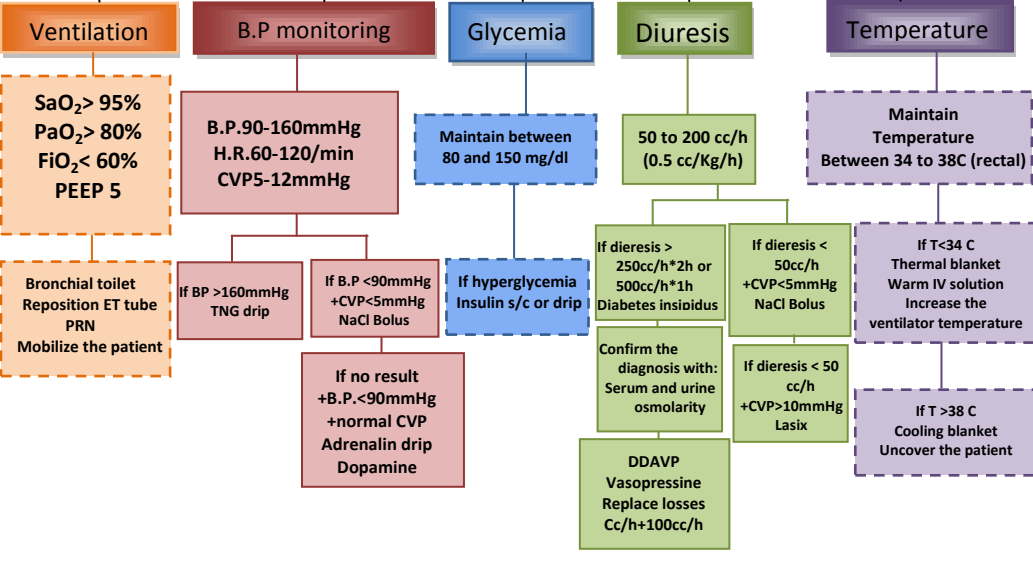 Ventilation
SaO₂> 95%
PaO₂> 80%
FiO₂< 60%
PEEP 5
Bronchial toilet
Reposition ET tube
PRN
Mobilize the patient
B.P monitoring
B.P.90-160mmHg
H.R.60-120/min
CVP5-12mmHg
If BP >160mmHg
TNG drip
If B.P <90mmHg
+CVP<5mmHg
NaCl Bolus
If no result
+B.P.<90mmHg
+normal CVP
Adrenalin drip
Dopamine
Glycemia
Maintain between
80 and 150 mg/dl
If hyperglycemia
Insulin s/c or drip
Diuresis
50 to 200 cc/h
(0.5 cc/Kg/h)
If dieresis >
250cc/h*2h or
500cc/h*1h
Diabetes insipidus
Confirm the
diagnosis with:
Serum and urine
osmolarity
DDAVP
Vasopressine
Replace losses
Cc/h+100cc/h
If dieresis <
50cc/h
+CVP<5mmHg
NaCl Bolus
If dieresis < 50
cc/h
+CVP>10mmHg
Lasix
Temperature
Maintain
Temperature
Between 34 to 38C (rectal)
If T<34 C
Thermal blanket
Warm IV solution
Increase the
ventilator temperature
If T >38 C
Cooling blanket
Uncover the patient